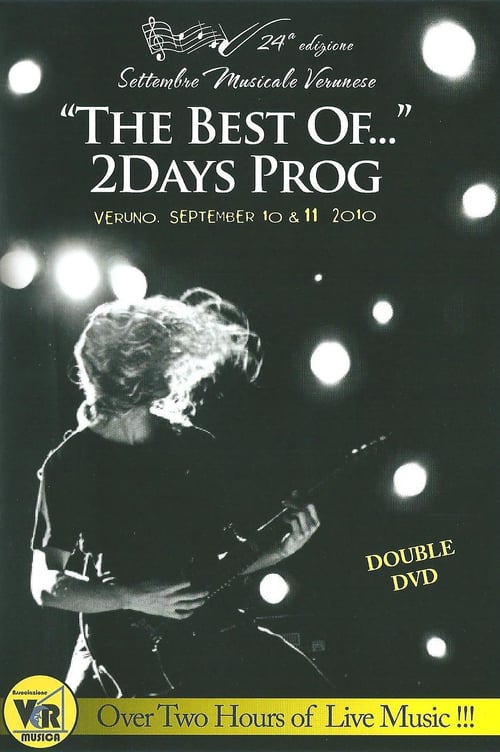 24ª edizione
Settembre Musicale Verunese
“THE BEST OF...”
2DAYS PROG
VERUNO. SEPTEMBER 10 & 11 2010
DOUBLE
DVD
Associazione
VeR
MUSICA
Over Two Hours of Live Music !!!